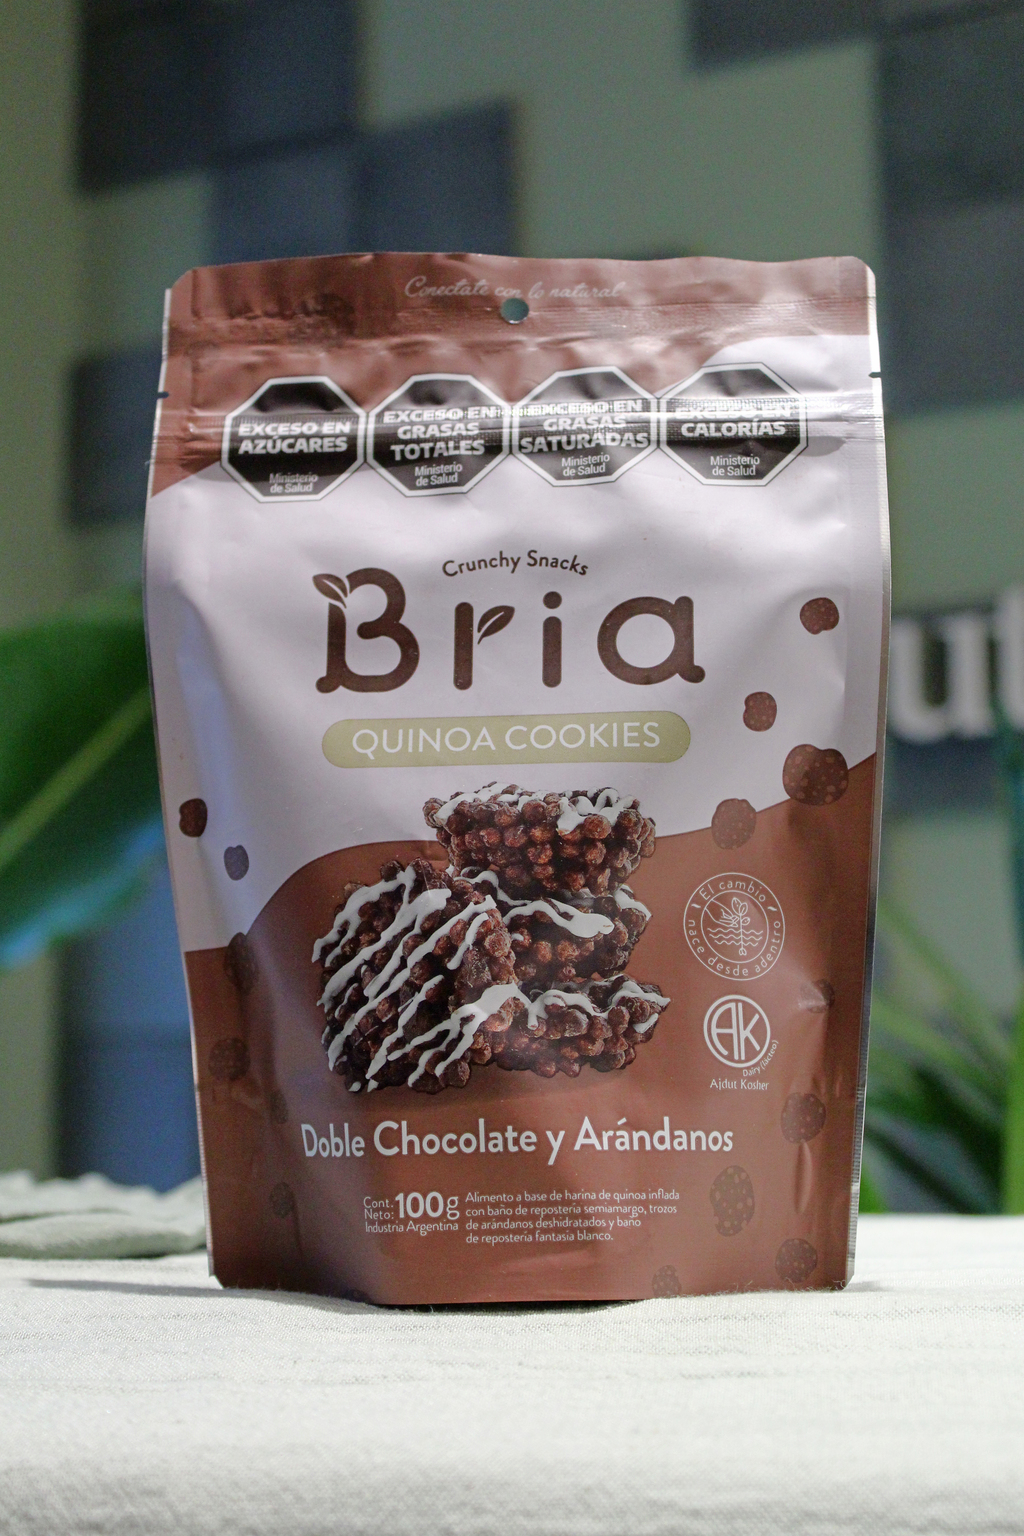 Conectate con lo natural
EXCESO EN
AZÚCARES
Ministerio
de Salud
EXCESO EN
GRASAS
TOTALES
Ministerio
de Salud
EXCESO EN
GRASAS
SATURADAS
Ministerio
de Salud
EXCESO EN
CALORÍAS
Ministerio
de Salud
Crunchy Snacks
Bria
QUINOA COOKIES
El cambio
nace desde adentro
AK
Dairy (lácteo)
Ajdut Kosher
Doble Chocolate y Arándanos
Cont.
Neto: 100g
Industria Argentina
Alimento a base de harina de quinoa inflada
con baño de repostería semiamargo, trozos
de arándanos deshidratados y baño
de repostería fantasia blanco.